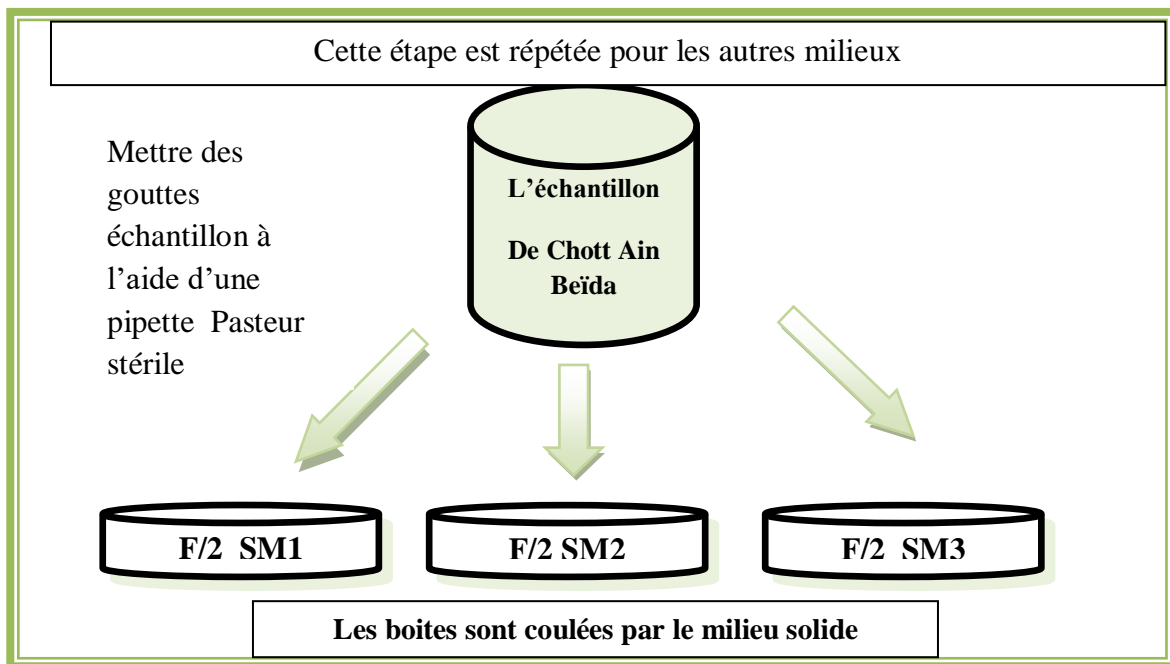 Cette étape est répétée pour les autres milieux
Mettre des
gouttes
échantillon à
l’aide d’une
pipette Pasteur
stérile
L’échantillon
De Chott Ain
Beïda
F/2 SM1
F/2 SM2
F/2 SM3
Les boites sont coulées par le milieu solide